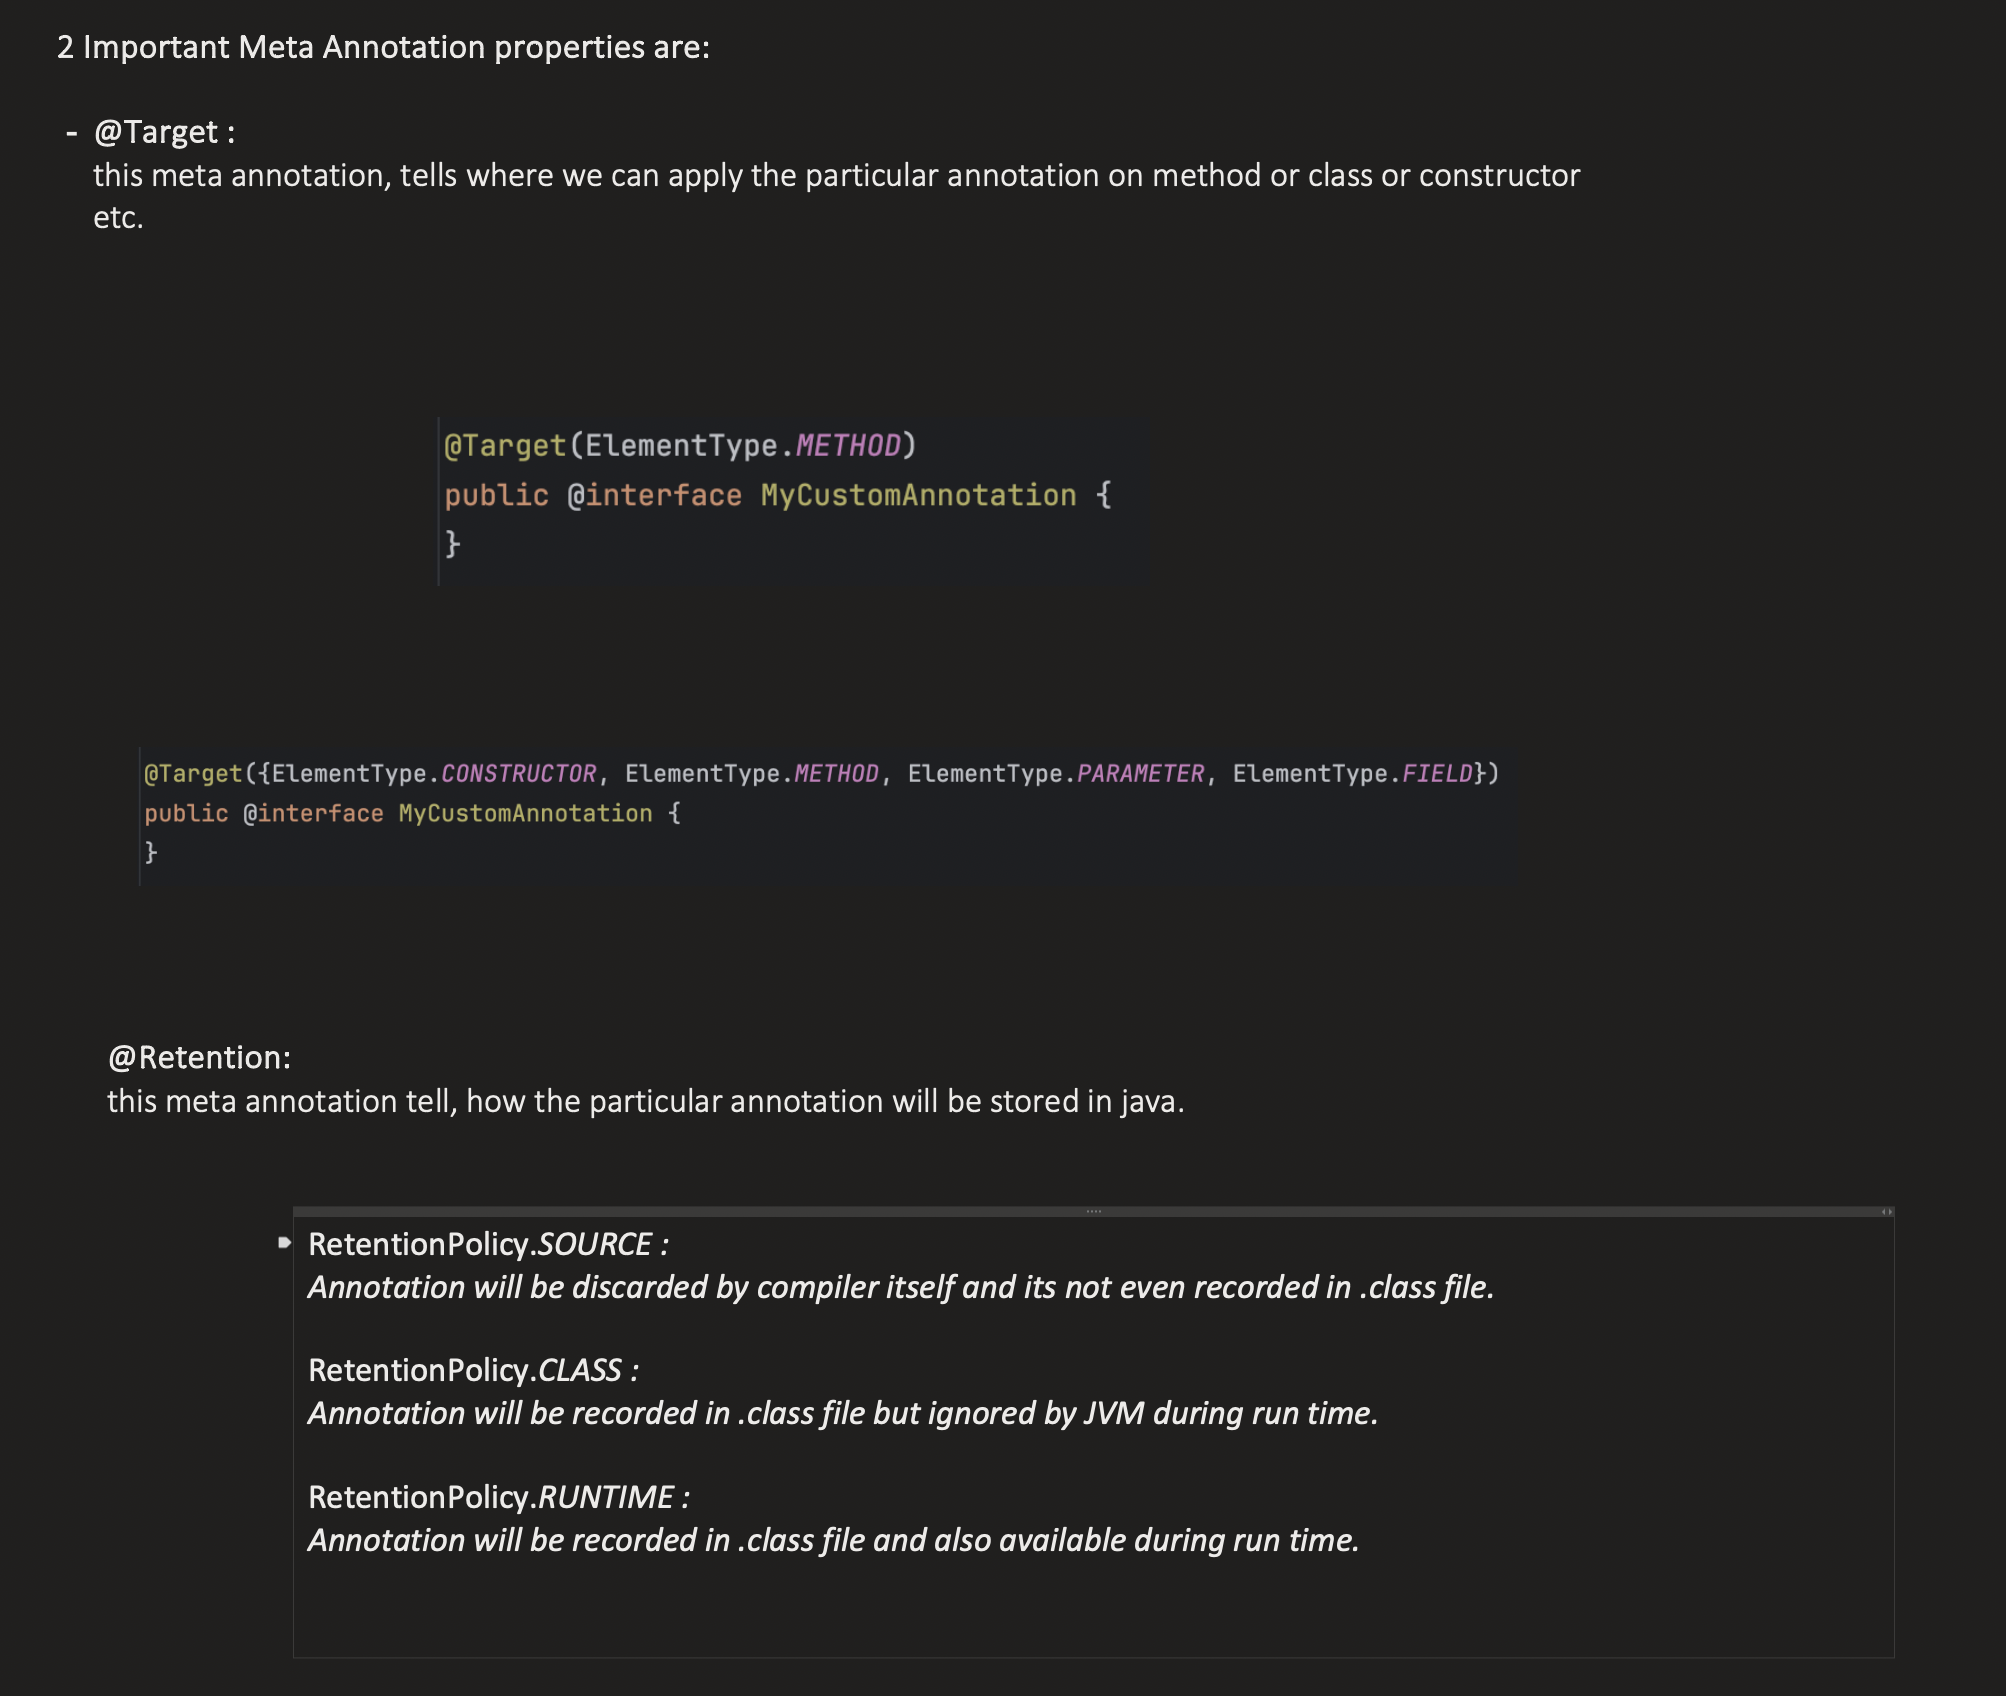 2 Important Meta Annotation properties are:
- @Target :
this meta annotation, tells where we can apply the particular annotation on method or class or constructor
etc.
@Target(ElementType.METHOD)
public @interface MyCustomAnnotation {
}
@Target({ElementType.CONSTRUCTOR, ElementType.METHOD, ElementType.PARAMETER, ElementType.FIELD})
public @interface MyCustomAnnotation {
}
@Retention:
this meta annotation tell, how the particular annotation will be stored in java.
RetentionPolicy.SOURCE :
Annotation will be discarded by compiler itself and its not even recorded in .class file.
RetentionPolicy.CLASS :
Annotation will be recorded in .class file but ignored by JVM during run time.
RetentionPolicy.RUNTIME :
Annotation will be recorded in .class file and also available during run time.